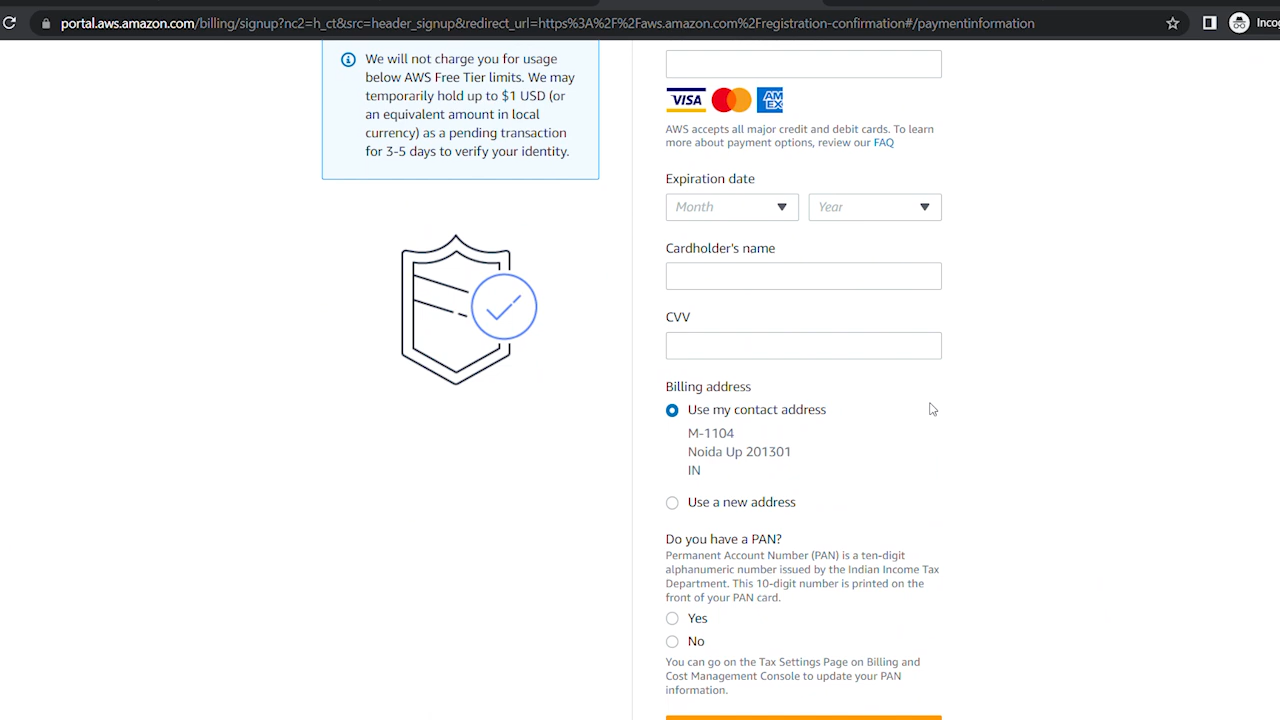 portal.aws.amazon.com/billing/signup?nc2=h_ct&src=header_signup&redirect_url=https%3A%2F%2Faws.amazon.com%2Fregistration-confirmation#/paymentinformation
Incog
We will not charge you for usage
below AWS Free Tier limits. We may
temporarily hold up to $1 USD (or
an equivalent amount in local
currency) as a pending transaction
for 3-5 days to verify your identity.
VISA
AM
EX
AWS accepts all major credit and debit cards. To learn
more about payment options, review our FAQ
Expiration date
Month
Year
Cardholder's name
CVV
Billing address
Use my contact address
M-1104
Noida Up 201301
IN
Use a new address
Do you have a PAN?
Permanent Account Number (PAN) is a ten-digit
alphanumeric number issued by the Indian Income Tax
Department. This 10-digit number is printed on the
front of your PAN card.
Yes
No
You can go on the Tax Settings Page on Billing and
Cost Management Console to update your PAN
information.